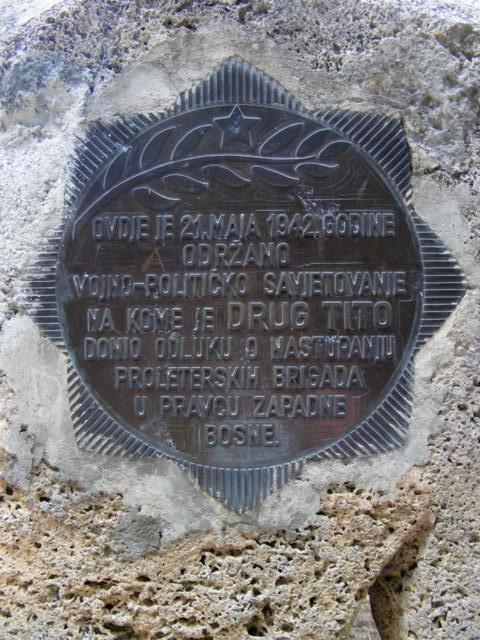 OVDJE JE 21. MAJA 1942. GODINE
ODRŽANO
VOJNO-POLITIČKO SAVJETOVANJE
NA KOME JE DRUG TITO
DONIO ODLUKU O NASTUPANJU
PROLETERSKIH BRIGADA
U PRAVCU ZAPADNE
BOSNE.